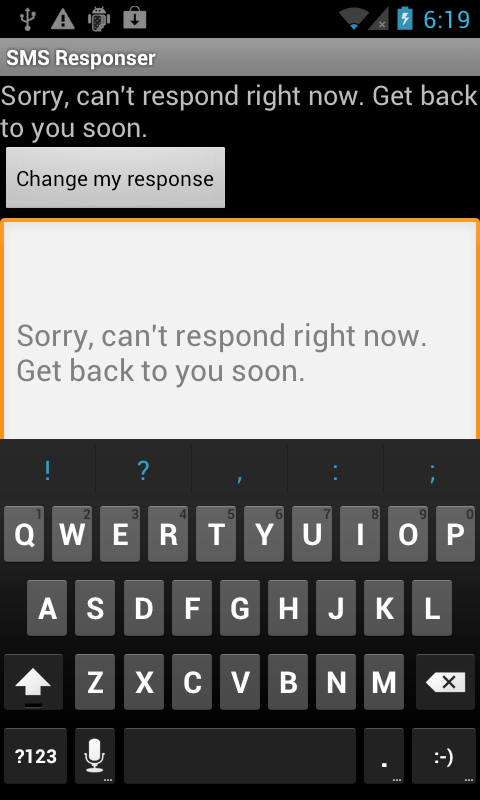 6:19
SMS Responser
Sorry, can't respond right now. Get back
to you soon.
Change my response
Sorry, can't respond right now.
Get back to you soon.
! ? , : ;
1 2 3 4 5 6 7 8 9 0
Q W E R T Y U I O P
A S D F G H J K L
Z X C V B N M
?123 . :-)